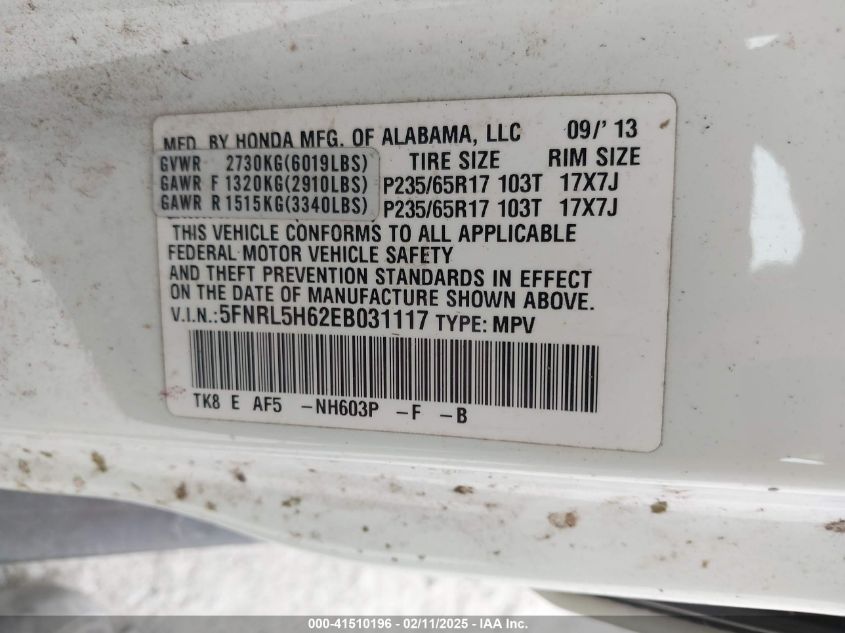 MFD. BY HONDA MFG. OF ALABAMA, LLC 09/' 13
GVWR 2730KG(6019LBS) TIRE SIZE RIM SIZE
GAWR F 1320KG(2910LBS) P235/65R17 103T 17X7J
GAWR R 1515KG(3340LBS) P235/65R17 103T 17X7J
THIS VEHICLE CONFORMS TO ALL APPLICABLE
FEDERAL MOTOR VEHICLE SAFETY
AND THEFT PREVENTION STANDARDS IN EFFECT
ON THE DATE OF MANUFACTURE SHOWN ABOVE.
V.I.N.: 5FNRL5H62EB031117 TYPE: MPV
TK8 E AF5 -NH603P -F -B
000-41510196 - 02/11/2025 - IAA Inc.